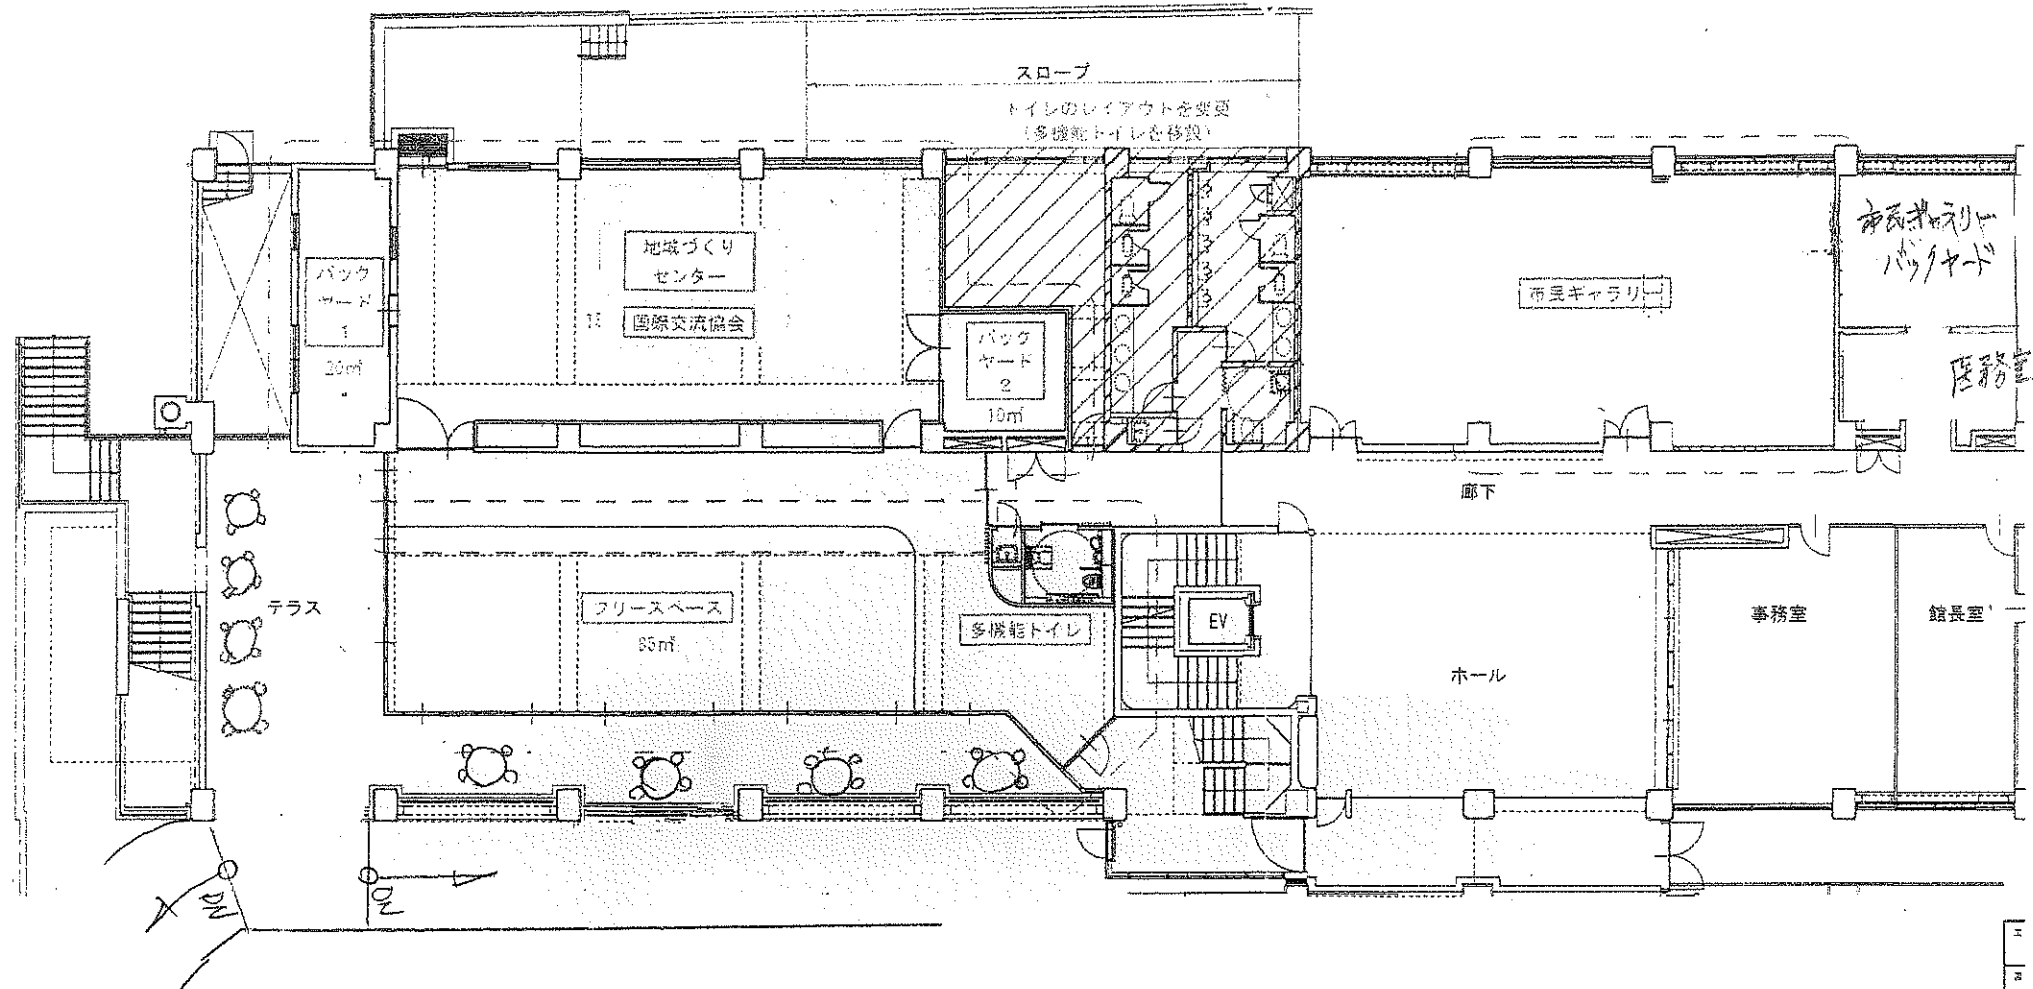 スロープ
トイレのレイアウトを変更
(多機能トイレを移設)
地域づくり
センター
国際交流協会
バック
ヤード
1
20㎡
バック
ヤード
2
10㎡
市民ギャラリー
市民ギャラリー
バックヤード
医務室
廊下
テラス
フリースペース
多機能トイレ
EV
ホール
事務室
館長室
DN
DN